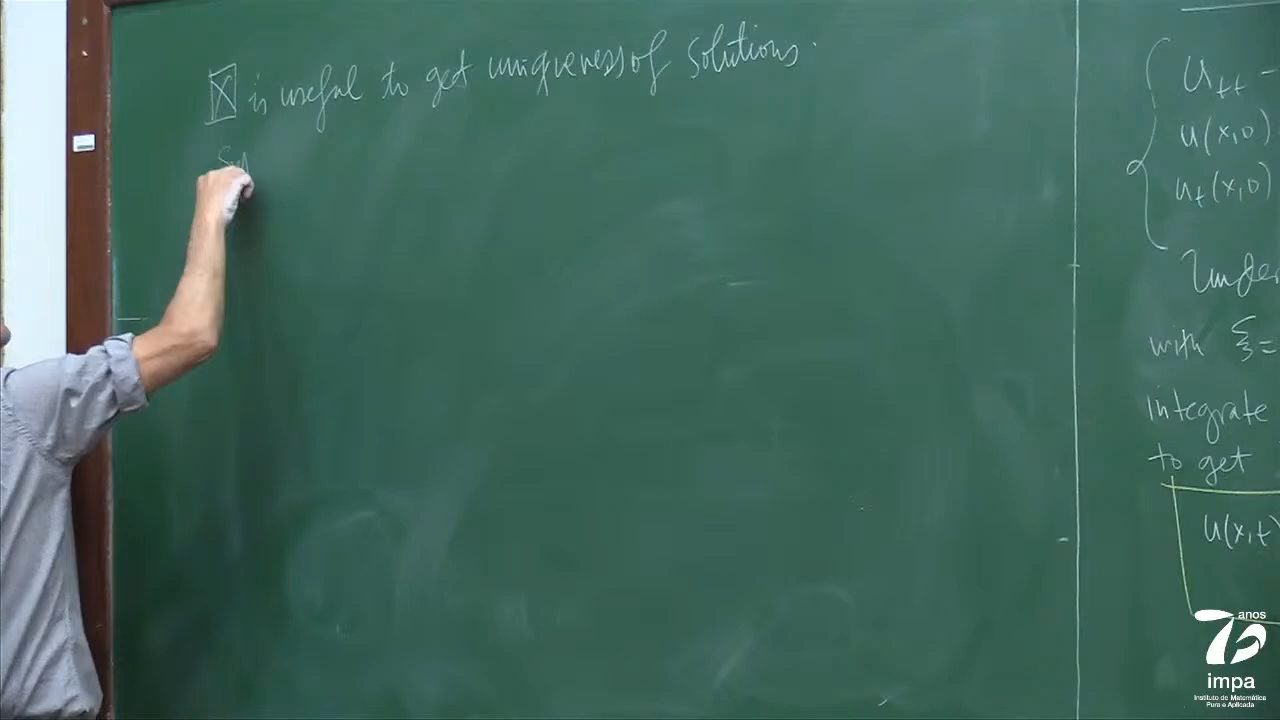 X is useful to get uniqueness of solutions.
Sup
U_tt -
U(x,0)
U_t(x,0)
Under
with ξ=
integrate
to get
U(x,t)
75 anos
impa
Instituto de Matemática
Pura e Aplicada